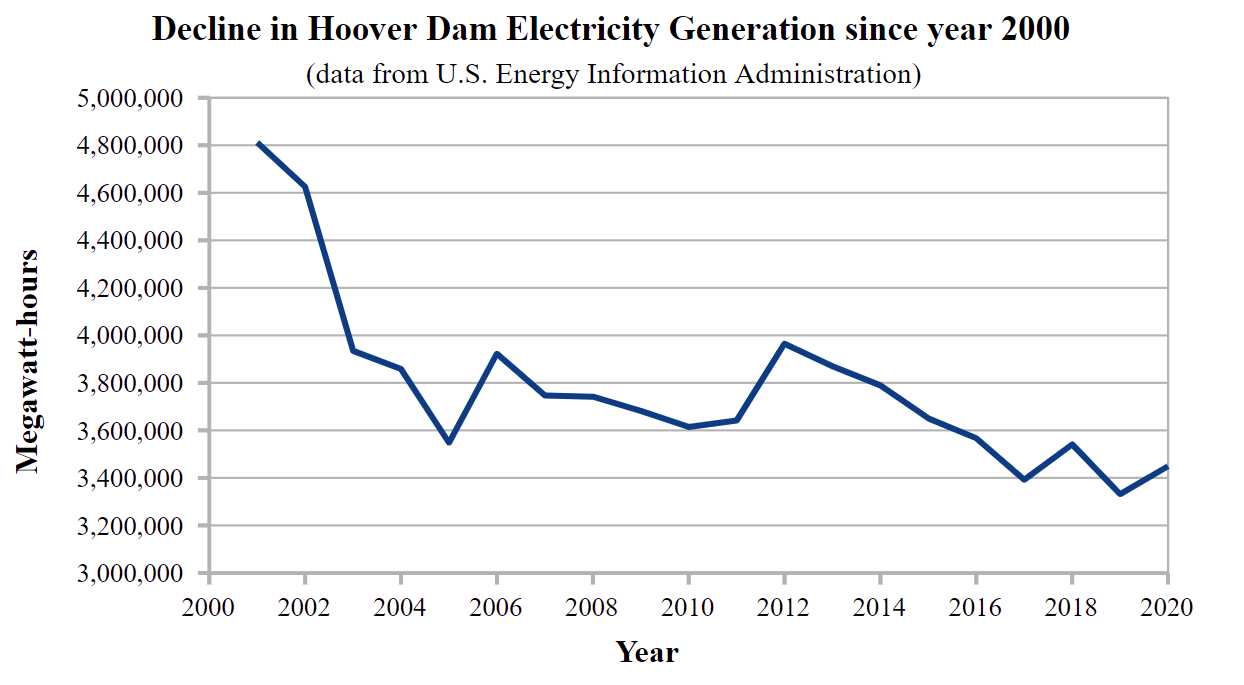 Decline in Hoover Dam Electricity Generation since year 2000
(data from U.S. Energy Information Administration)
5,000,000
4,800,000
4,600,000
4,400,000
4,200,000
4,000,000
3,800,000
3,600,000
3,400,000
3,200,000
3,000,000
Megawatt-hours
2000 2002 2004 2006 2008 2010 2012 2014 2016 2018 2020
Year